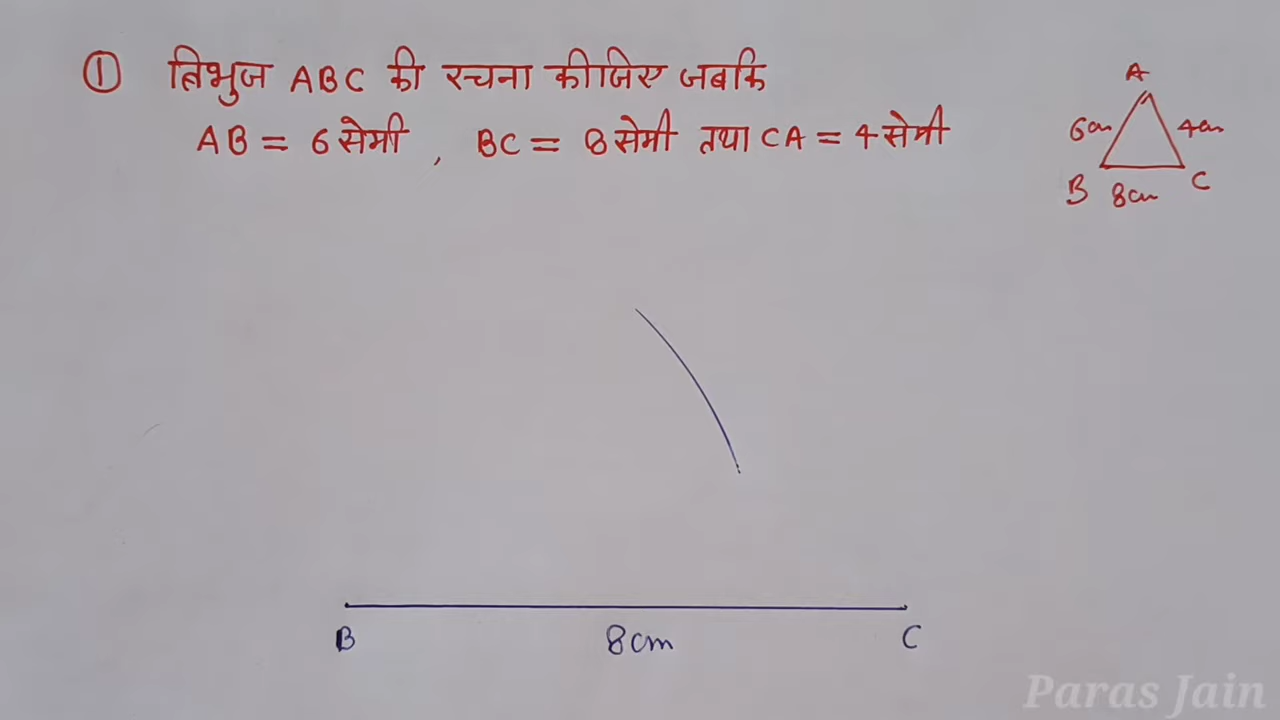 ① त्रिभुज ABC की रचना कीजिए जबकि
AB = 6 सेमी , BC = 8 सेमी तथा CA = 4 सेमी
A
6cm 4cm
B 8cm C
B 8cm C
Paras Jain